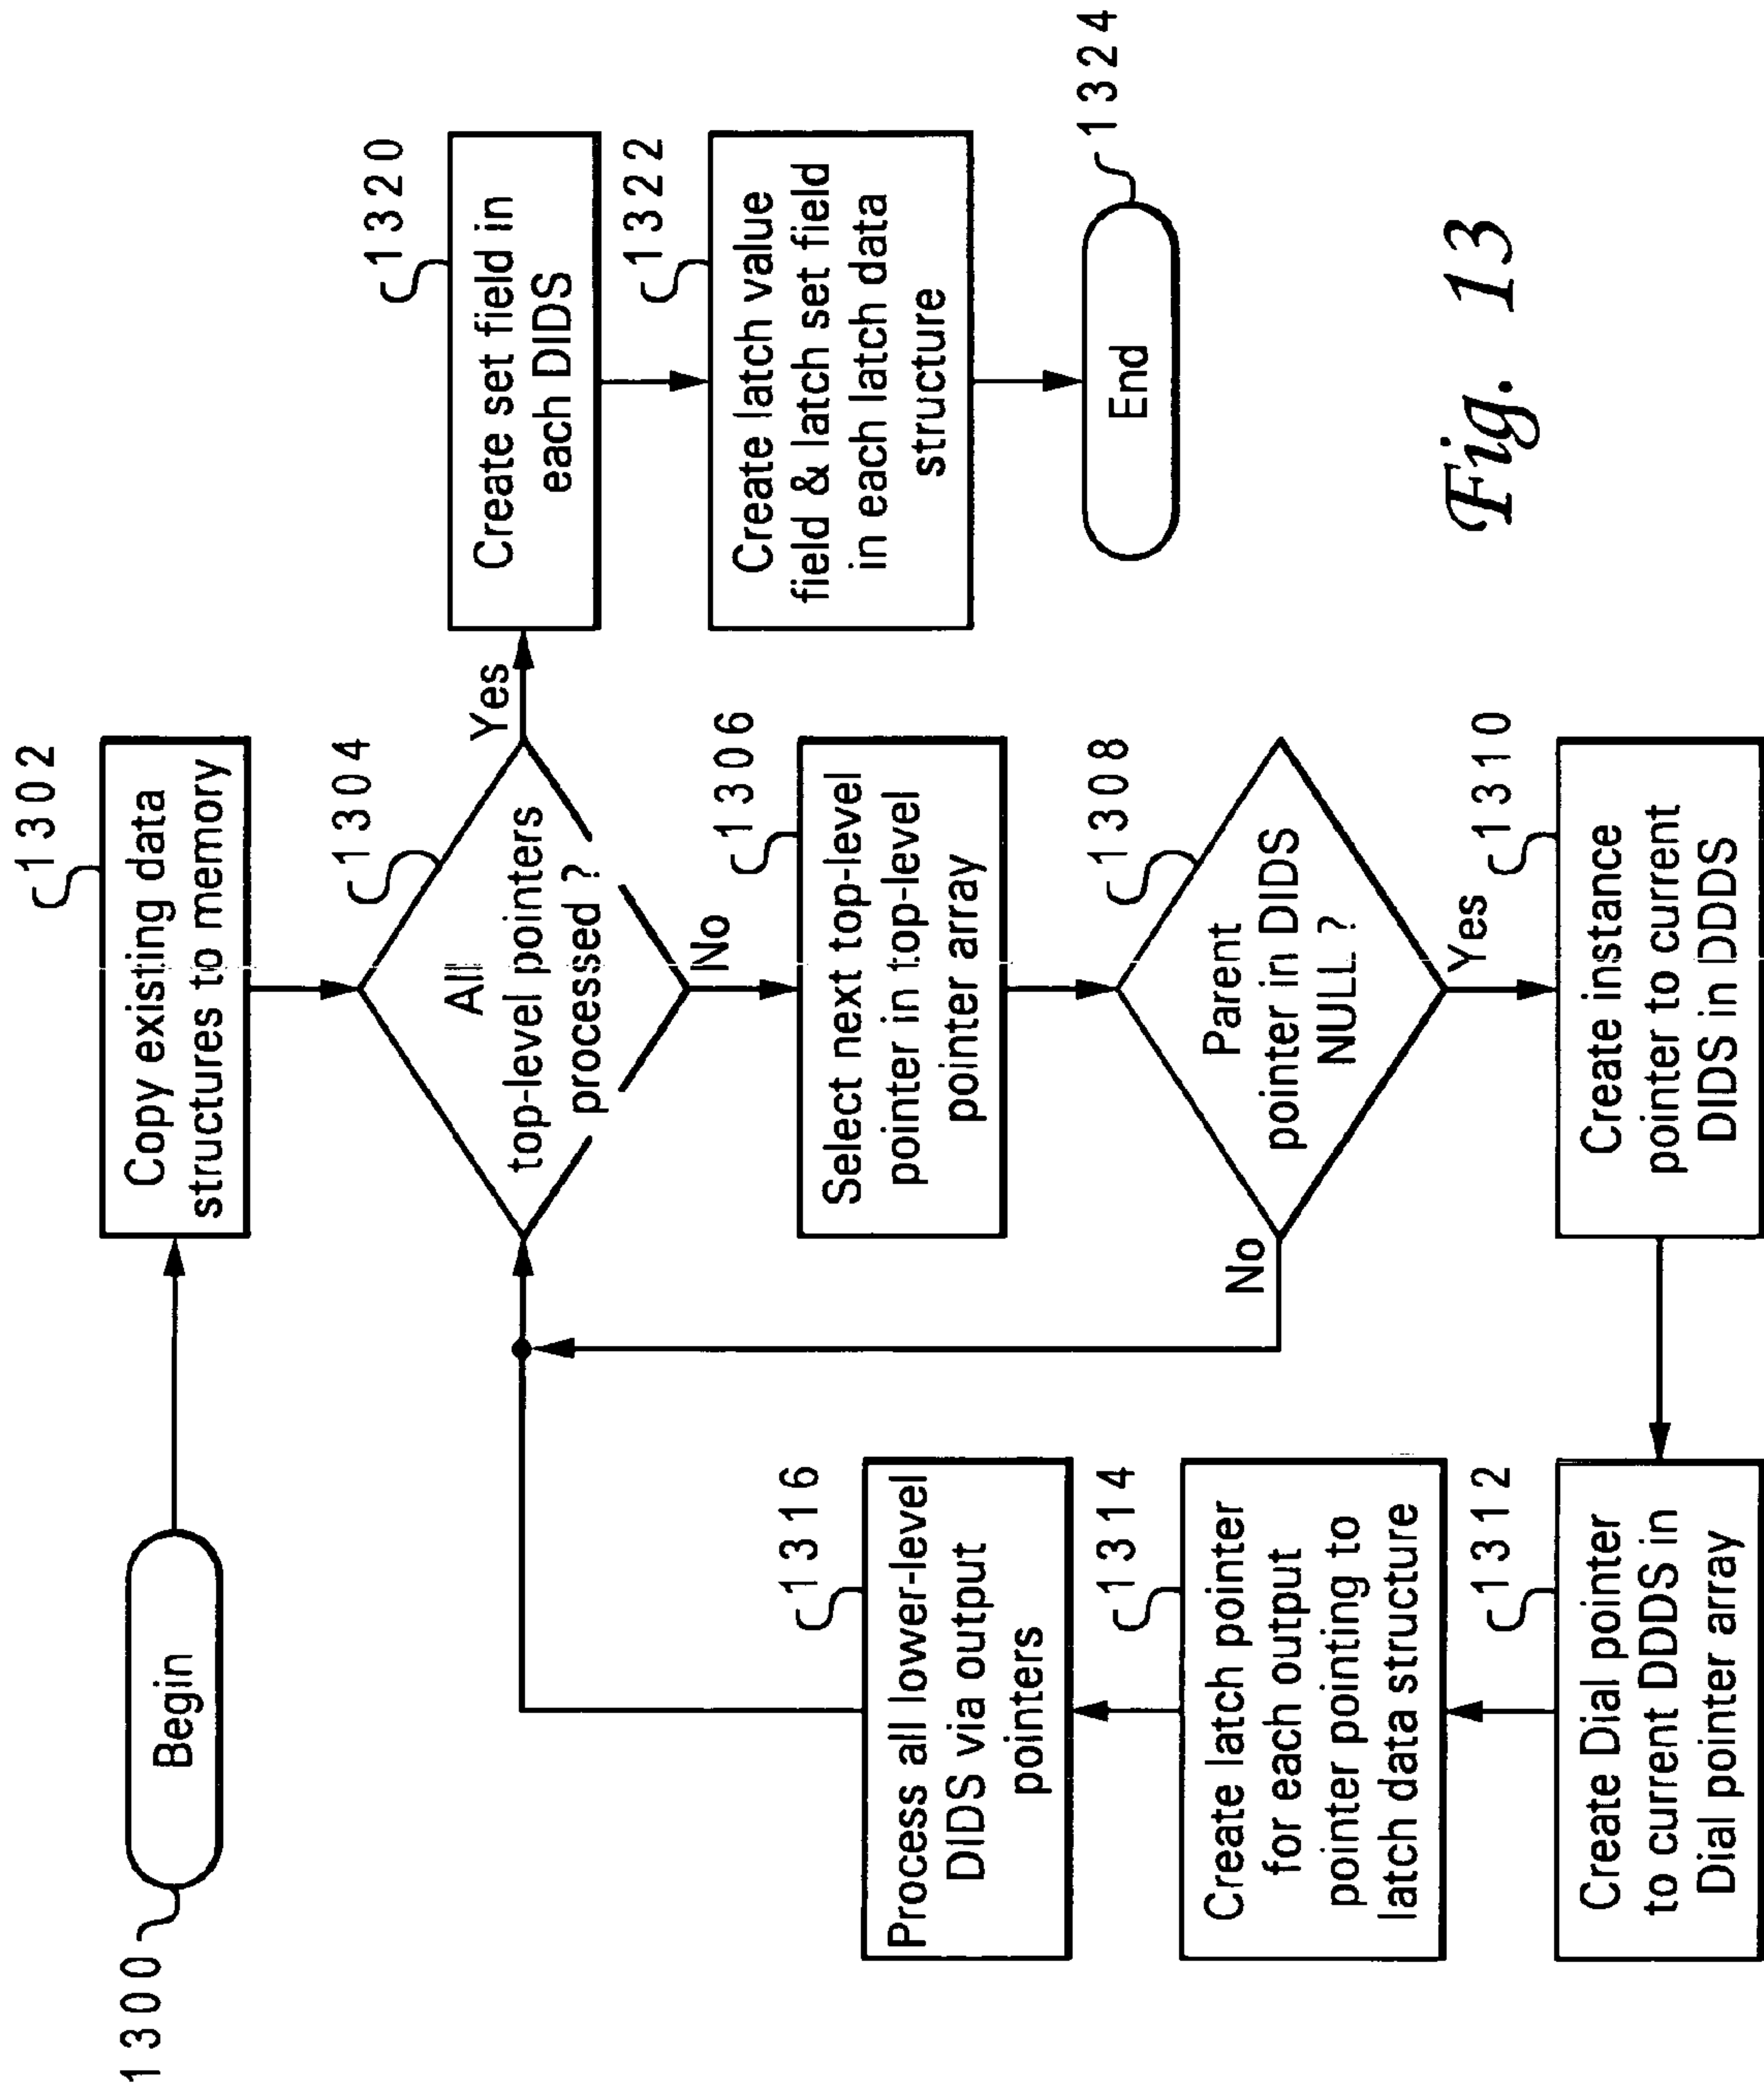 1300
Begin
1302
Copy existing data
structures to memory
1304
All
top-level pointers
processed ?
Yes
No
1320
Create set field in
each DIDS
1322
Create latch value
field & latch set field
in each latch data
structure
End
1324
1306
Select next top-level
pointer in top-level
pointer array
1308
Parent
pointer in DIDS
NULL ?
No
Yes
1310
Create instance
pointer to current
DIDS in DDDS
1312
Create Dial pointer
to current DDDS in
Dial pointer array
1314
Create latch pointer
for each output
pointer pointing to
latch data structure
1316
Process all lower-level
DIDS via output
pointers
Fig. 13